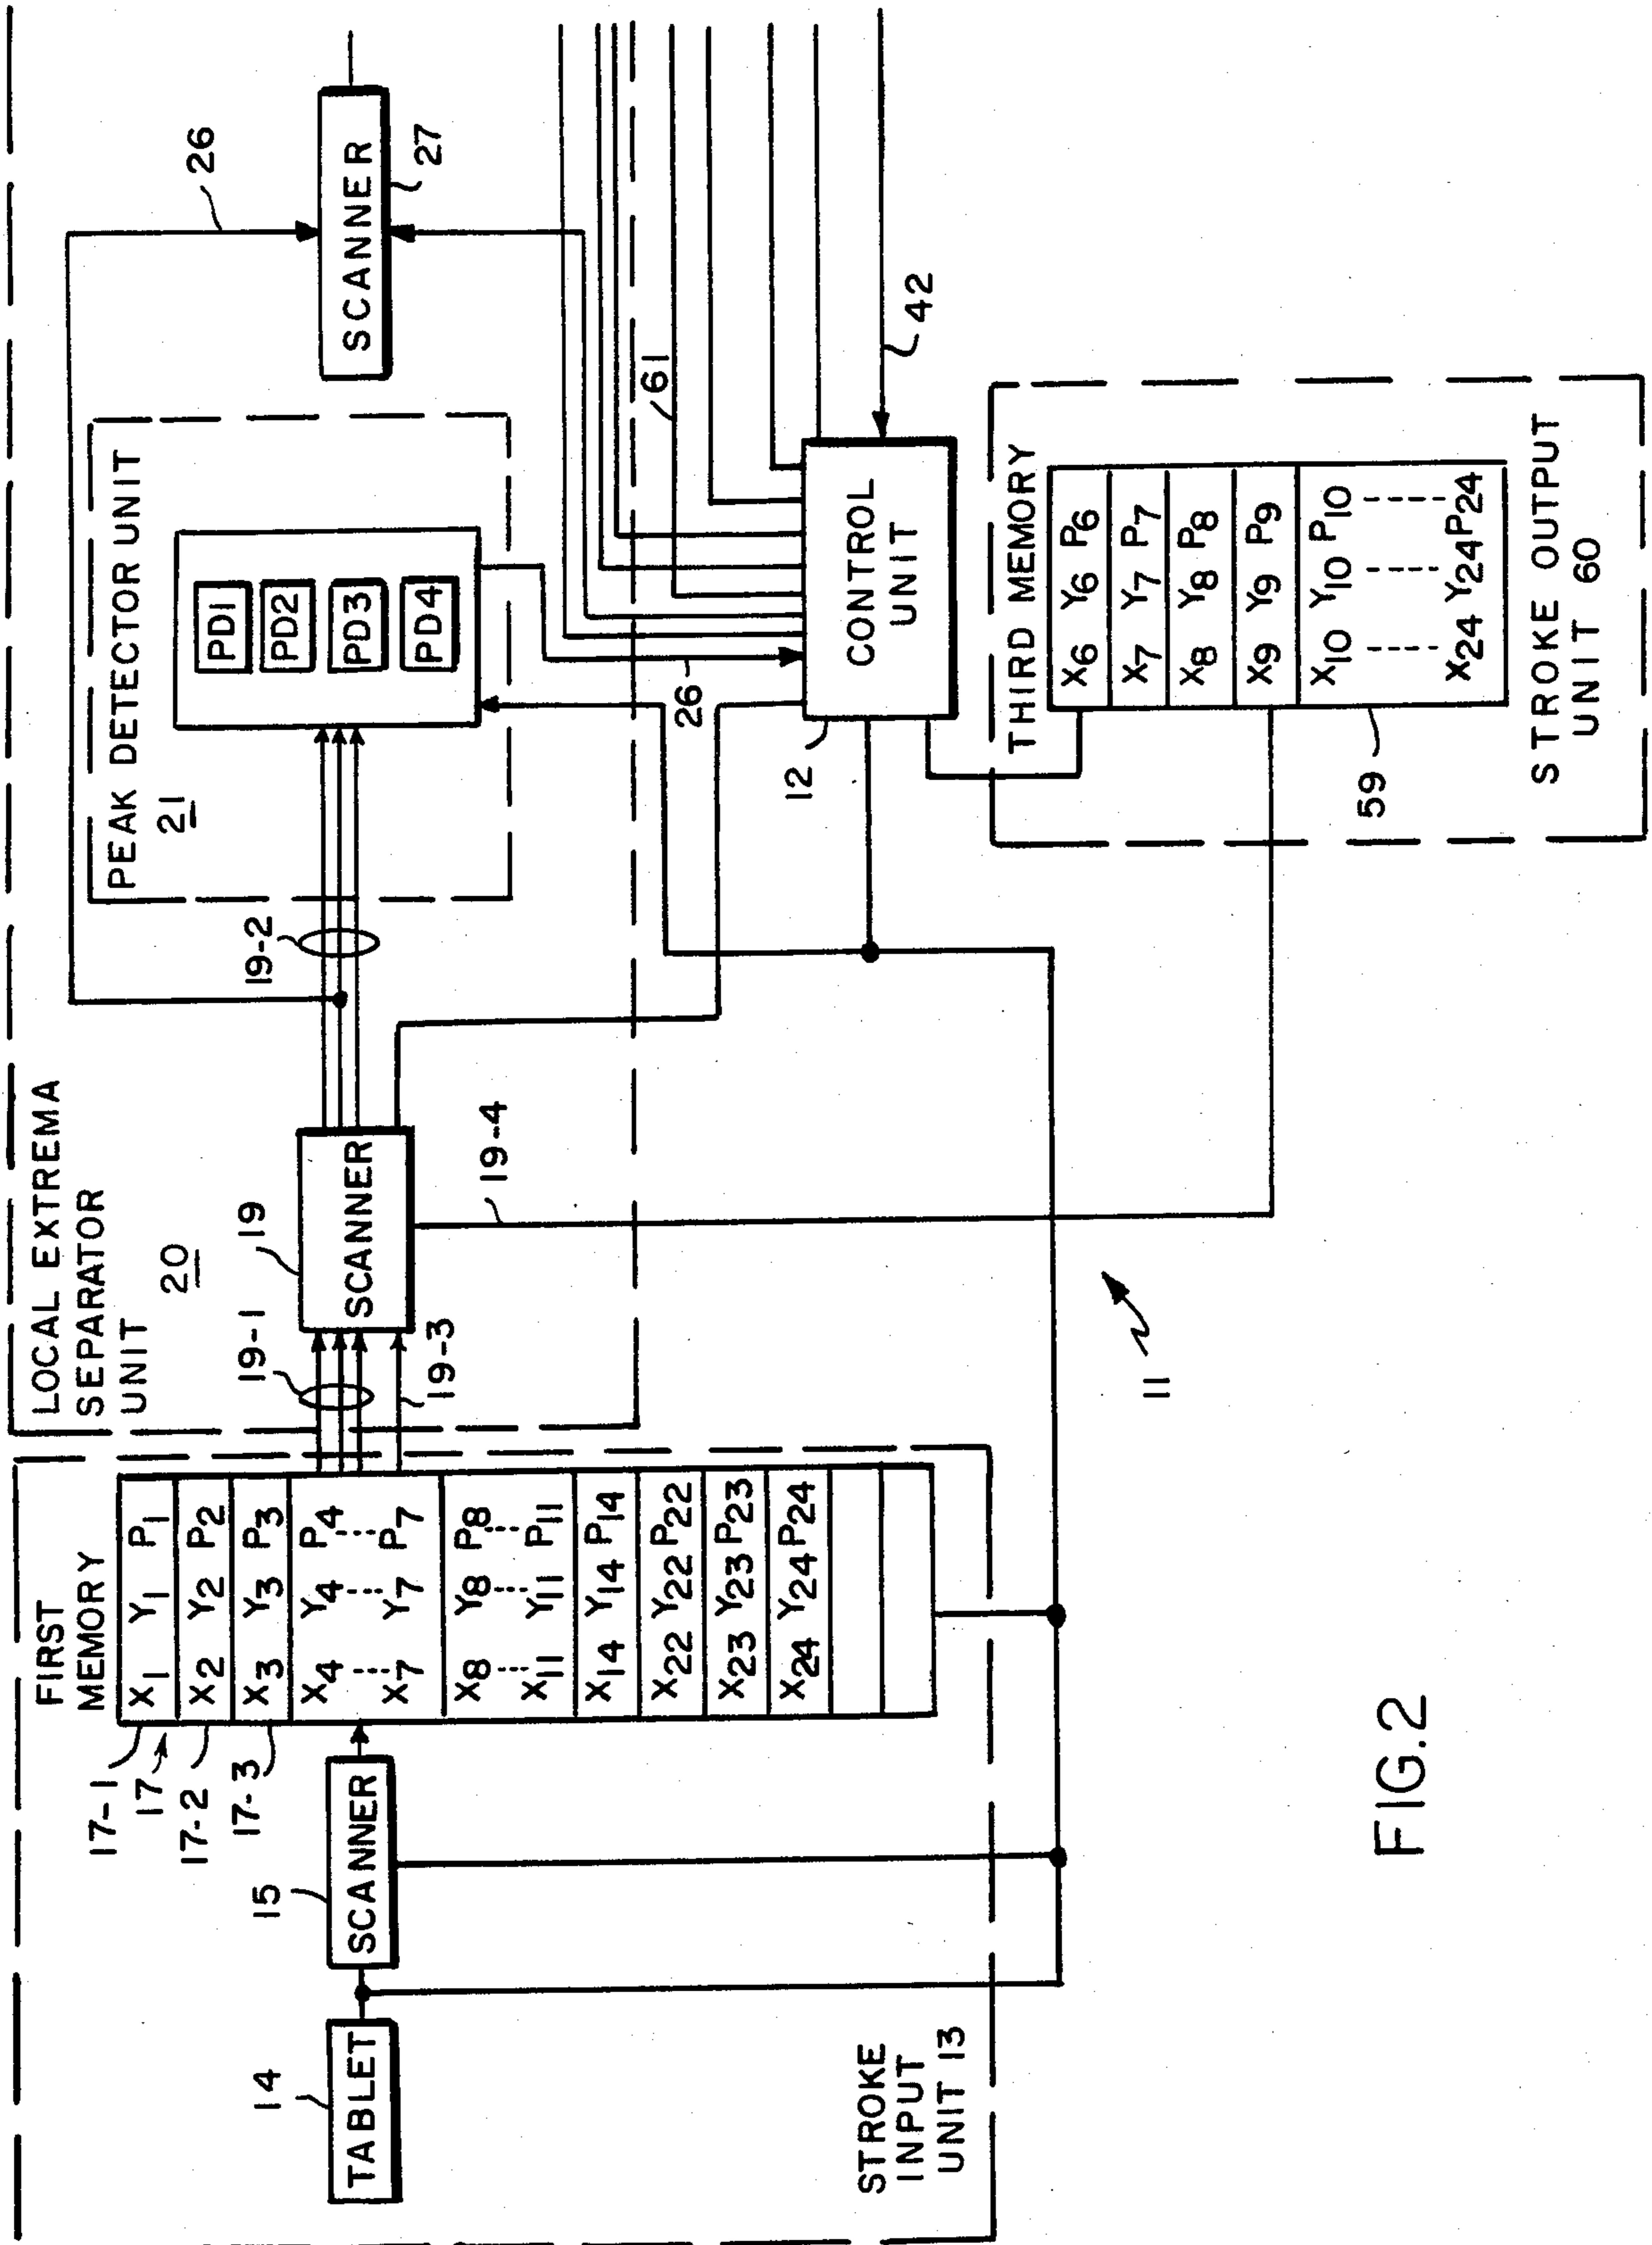 LOCAL EXTREMA
SEPARATOR
UNIT
20
FIRST
MEMORY
X1 Y1 P1
X2 Y2 P2
X3 Y3 P3
X4 Y4 P4
X7 Y7 P7
X8 Y8 P8
X11 Y11 P11
X14 Y14 P14
X22 Y22 P22
X23 Y23 P23
X24 Y24 P24
17-1
17
17-2
17-3
14
TABLET
15
SCANNER
STROKE
INPUT
UNIT 13
19-1
19-3
19
SCANNER
19-4
19-2
PEAK DETECTOR UNIT
21
PD1
PD2
PD3
PD4
26
SCANNER
27
26
61
12
CONTROL
UNIT
42
THIRD MEMORY
X6 Y6 P6
X7 Y7 P7
X8 Y8 P8
X9 Y9 P9
X10 Y10 P10
X24 Y24 P24
59
STROKE OUTPUT
UNIT 60
11
FIG.2